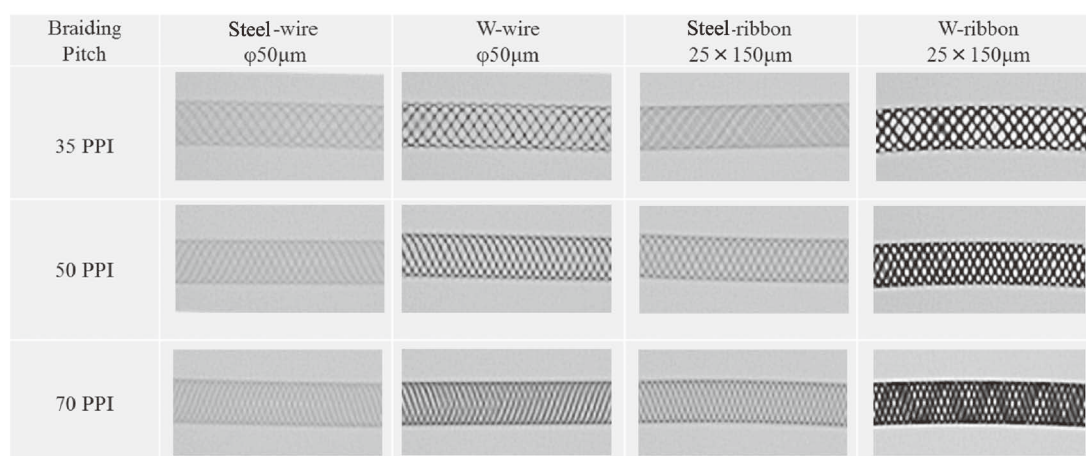 Braiding
Pitch
Steel-wire
φ50μm
W-wire
φ50μm
Steel-ribbon
25×150μm
W-ribbon
25×150μm
35 PPI
50 PPI
70 PPI